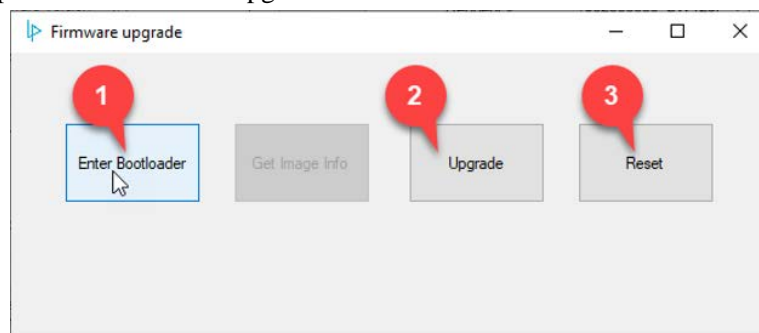 Firmware upgrade
1
2
3
Enter Bootloader
Get Image Info
Upgrade
Reset